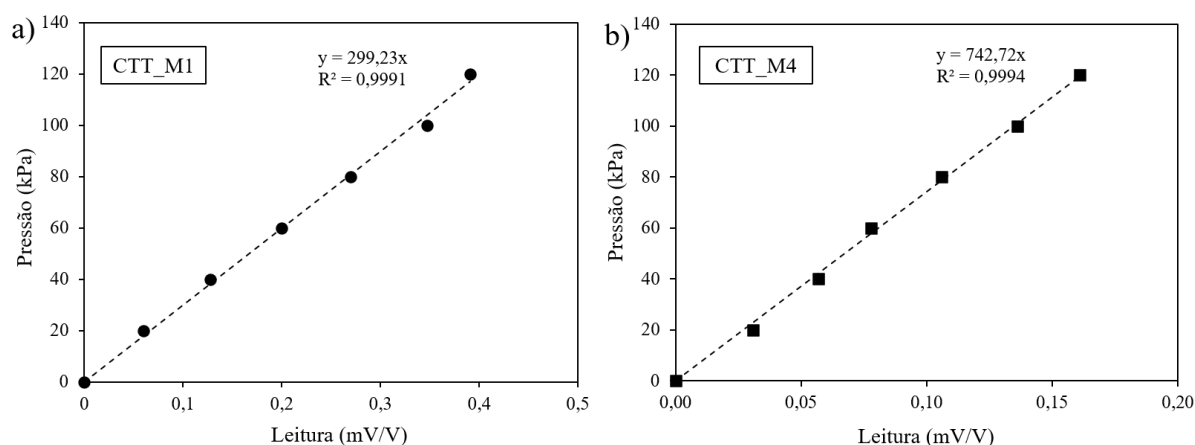 a)
CTT_M1
y = 299,23x
R² = 0,9991
Pressão (kPa)
140
120
100
80
60
40
20
0
0
0,1
0,2
0,3
0,4
0,5
Leitura (mV/V)
b)
CTT_M4
y = 742,72x
R² = 0,9994
Pressão (kPa)
140
120
100
80
60
40
20
0
0,00
0,05
0,10
0,15
0,20
Leitura (mV/V)